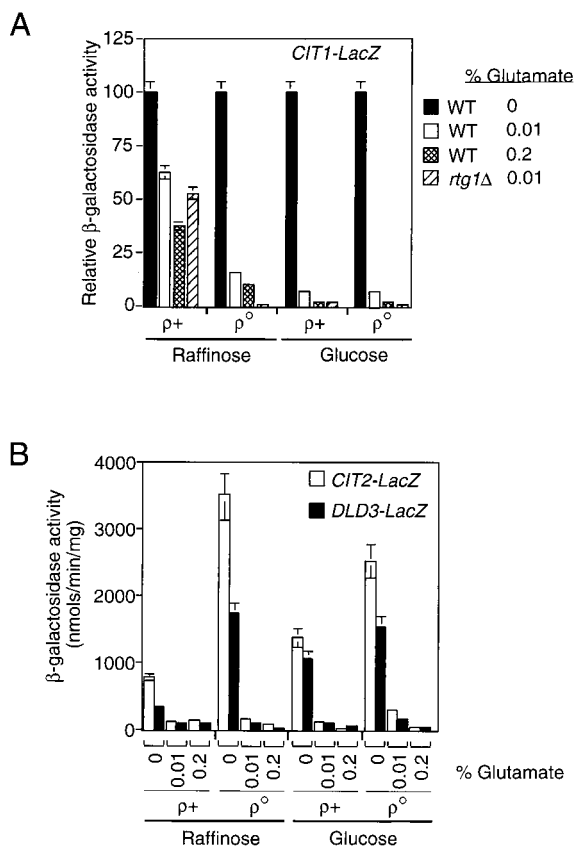 A
CIT1-LacZ
Relative β-galactosidase activity
125
100
75
50
25
0
% Glutamate
WT 0
WT 0.01
WT 0.2
rtg1Δ 0.01
ρ+ ρ° ρ+ ρ°
Raffinose Glucose
B
CIT2-LacZ
DLD3-LacZ
β-galactosidase activity
(nmols/min/mg)
4000
3000
2000
1000
0
0 0.01 0.2 0 0.01 0.2 0 0.01 0.2 0 0.01 0.2 % Glutamate
ρ+ ρ° ρ+ ρ°
Raffinose Glucose